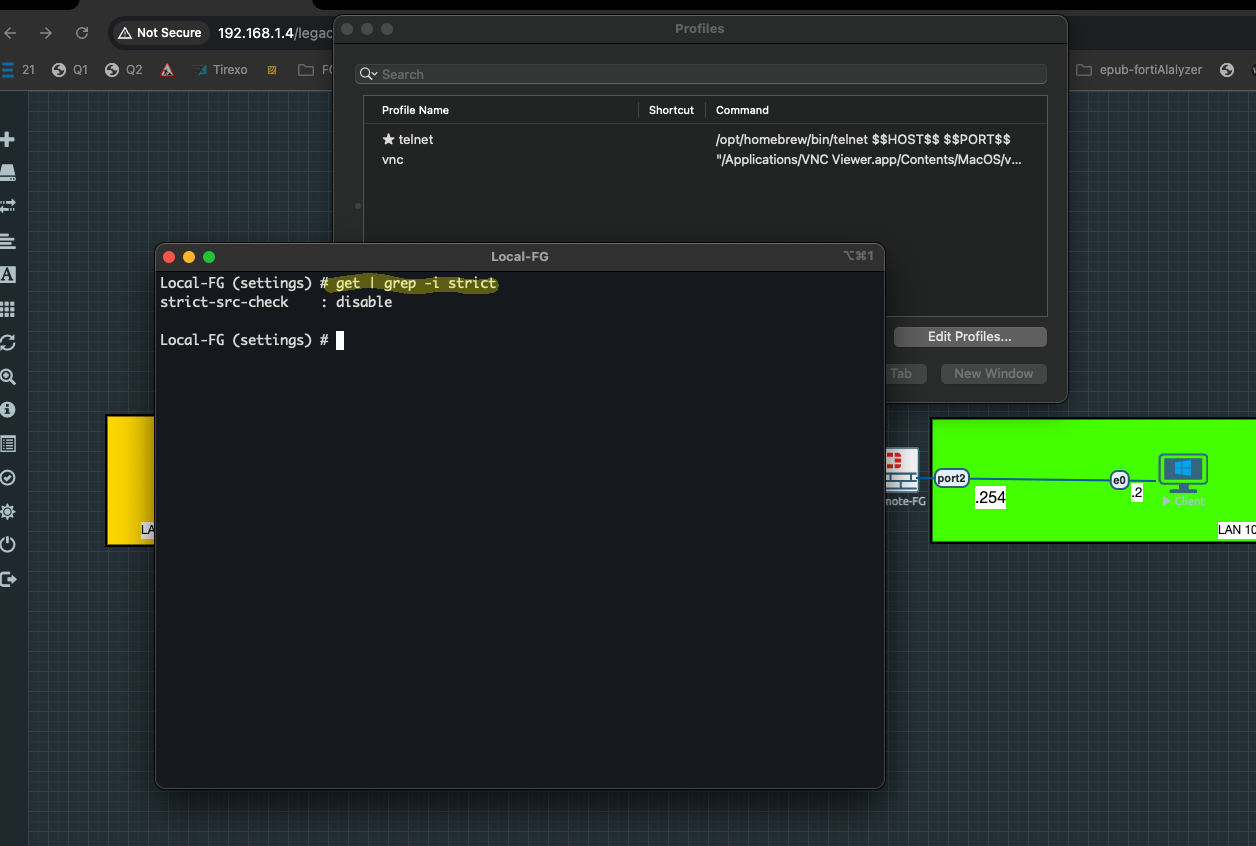 Not Secure
192.168.1.4/legac
21
Q1
Q2
Tirexo
FC
epub-fortiAlalyzer
Profiles
Search
Profile Name Shortcut Command
★ telnet /opt/homebrew/bin/telnet $$HOST$$ $$PORT$$
vnc "/Applications/VNC Viewer.app/Contents/MacOS/v...
Edit Profiles...
Tab New Window
Local-FG ⌥⌘1
Local-FG (settings) # get | grep -i strict
strict-src-check : disable
Local-FG (settings) #
A
LA
note-FG
port2
.254
e0
.2
Client
LAN 10